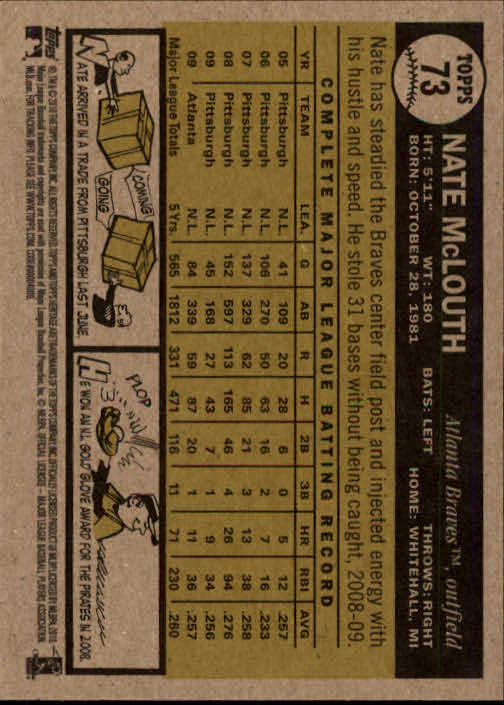 TOPPS
73
NATE McLOUTH Atlanta Braves™, outfield
HT: 5'11" WT: 180 BATS: LEFT THROWS: RIGHT
BORN: OCTOBER 28, 1981 HOME: WHITEHALL, MI
Nate has steadied the Braves center field post and injected energy with
his hustle and speed. He stole 31 bases without being caught, 2008-09.
COMPLETE MAJOR LEAGUE BATTING RECORD
YR TEAM LEA. G AB R H 2B 3B HR RBI AVG
05 Pittsburgh N.L. 41 109 20 28 6 0 5 12 .257
06 Pittsburgh N.L. 106 270 50 63 16 2 7 16 .233
07 Pittsburgh N.L. 137 329 62 85 21 3 13 38 .258
08 Pittsburgh N.L. 152 597 113 165 46 4 26 94 .276
09 Pittsburgh N.L. 45 168 27 43 7 1 9 34 .256
09 Atlanta N.L. 84 339 59 87 20 1 11 36 .257
Major League Totals 5 Yrs. 565 1812 331 471 116 11 71 230 .260
COMING
GOING
NATE ARRIVED IN A TRADE FROM PITTSBURGH LAST JUNE.
PLOP
HE WON AN N.L. GOLD GLOVE AWARD FOR THE PIRATES IN 2008.
TOPPS